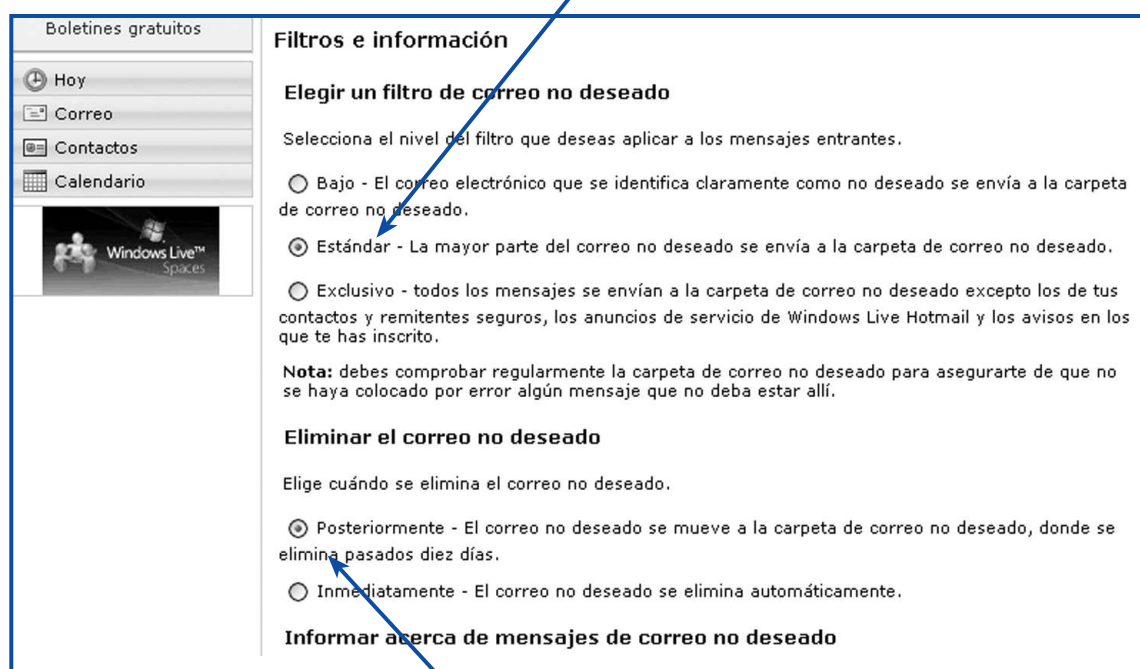 Boletines gratuitos
Hoy
Correo
Contactos
Calendario
Windows Live™
Spaces
Filtros e información
Elegir un filtro de correo no deseado
Selecciona el nivel del filtro que deseas aplicar a los mensajes entrantes.
Bajo - El correo electrónico que se identifica claramente como no deseado se envía a la carpeta
de correo no deseado.
Estándar - La mayor parte del correo no deseado se envía a la carpeta de correo no deseado.
Exclusivo - todos los mensajes se envían a la carpeta de correo no deseado excepto los de tus
contactos y remitentes seguros, los anuncios de servicio de Windows Live Hotmail y los avisos en los
que te has inscrito.
Nota: debes comprobar regularmente la carpeta de correo no deseado para asegurarte de que no
se haya colocado por error algún mensaje que no deba estar allí.
Eliminar el correo no deseado
Elige cuándo se elimina el correo no deseado.
Posteriormente - El correo no deseado se mueve a la carpeta de correo no deseado, donde se
elimina pasados diez días.
Inmediatamente - El correo no deseado se elimina automáticamente.
Informar acerca de mensajes de correo no deseado